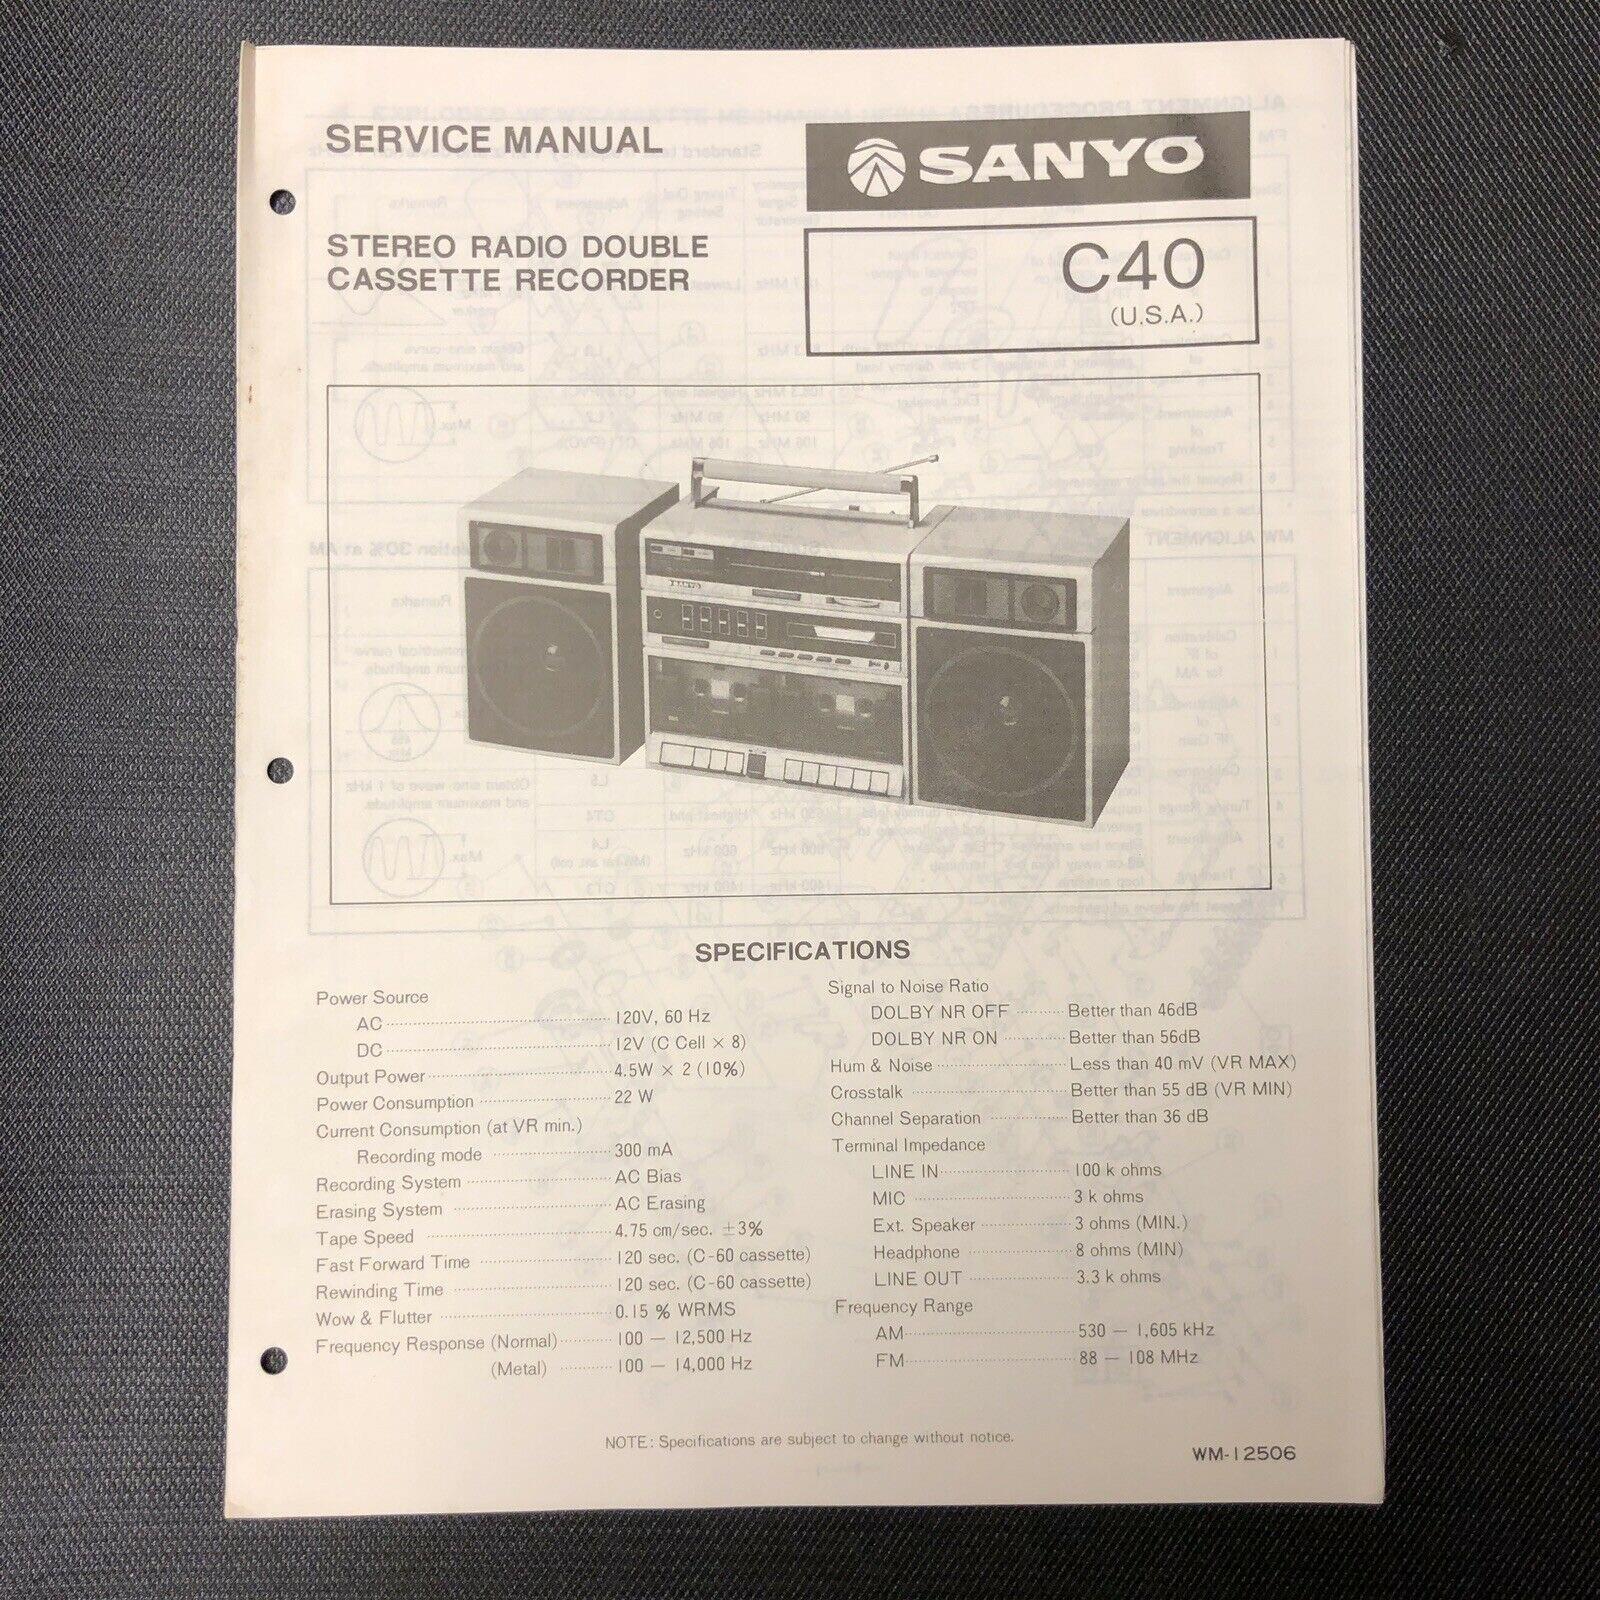 SERVICE MANUAL
SANYO
STEREO RADIO DOUBLE
CASSETTE RECORDER
C40
(U.S.A.)
SANYO
SPECIFICATIONS
Power Source
AC 120V, 60 Hz
DC 12V (C Cell × 8)
Output Power 4.5W × 2 (10%)
Power Consumption 22 W
Current Consumption (at VR min.)
Recording mode 300 mA
Recording System AC Bias
Erasing System AC Erasing
Tape Speed 4.75 cm/sec. ±3%
Fast Forward Time 120 sec. (C-60 cassette)
Rewinding Time 120 sec. (C-60 cassette)
Wow & Flutter 0.15 % WRMS
Frequency Response (Normal) 100 — 12,500 Hz
(Metal) 100 — 14,000 Hz
Signal to Noise Ratio
DOLBY NR OFF Better than 46dB
DOLBY NR ON Better than 56dB
Hum & Noise Less than 40 mV (VR MAX)
Crosstalk Better than 55 dB (VR MIN)
Channel Separation Better than 36 dB
Terminal Impedance
LINE IN 100 k ohms
MIC 3 k ohms
Ext. Speaker 3 ohms (MIN.)
Headphone 8 ohms (MIN)
LINE OUT 3.3 k ohms
Frequency Range
AM 530 — 1,605 kHz
FM 88 — 108 MHz
NOTE: Specifications are subject to change without notice.
WM-12506